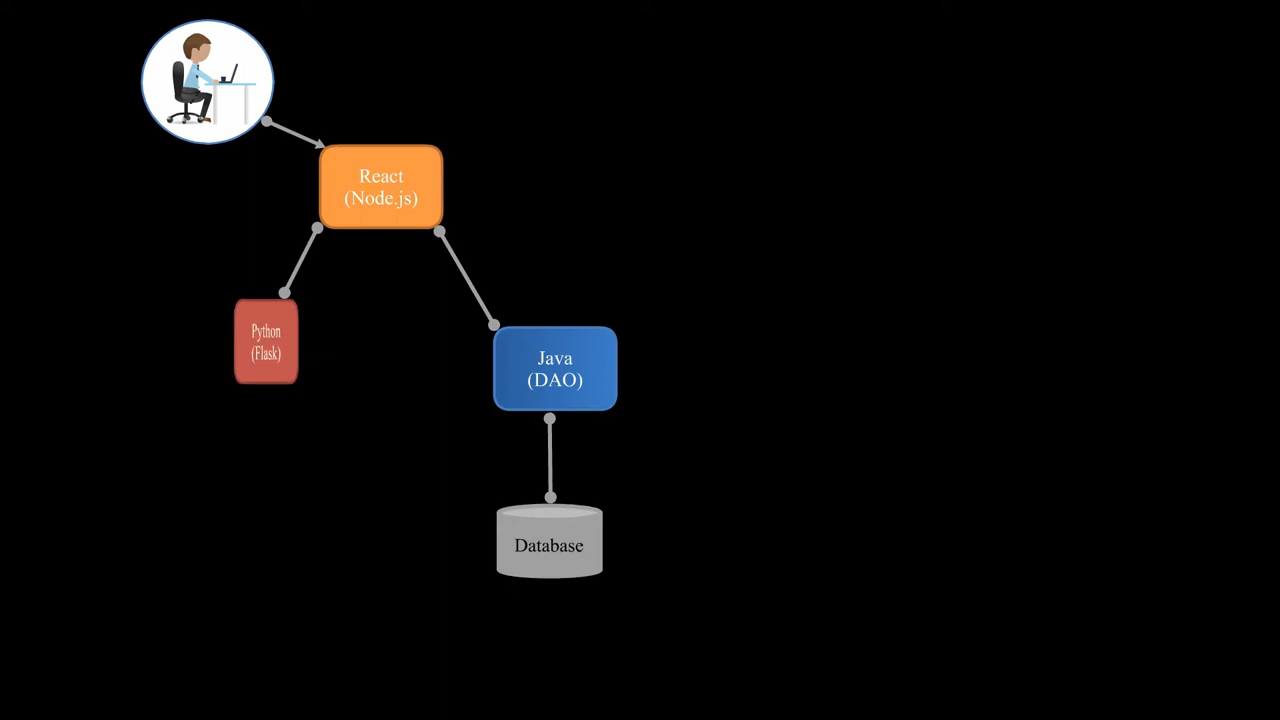 React
(Node.js)
Python
(Flask)
Java
(DAO)
Database